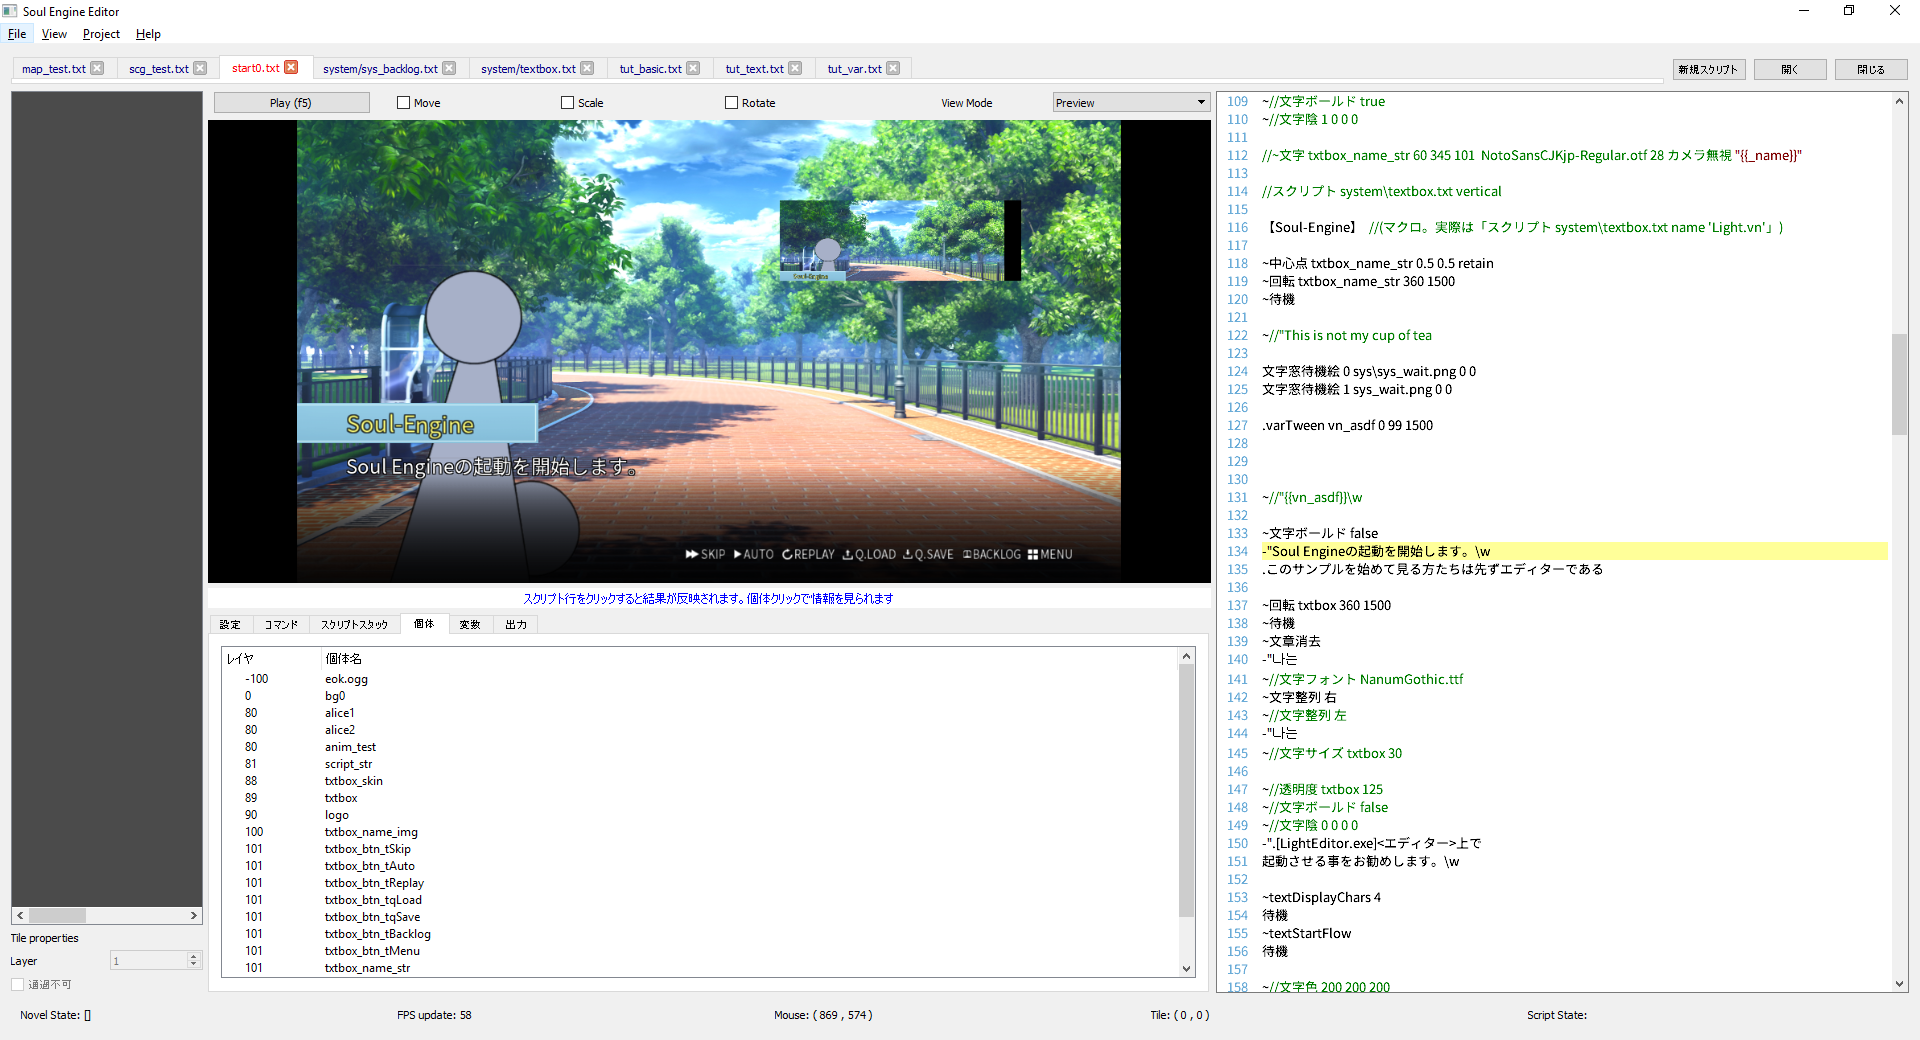 Soul Engine Editor
File View Project Help
map_test.txt scg_test.txt start0.txt system/sys_backlog.txt system/textbox.txt tut_basic.txt tut_text.txt tut_var.txt 新規スクリプト 開く 閉じる
Play (f5) Move Scale Rotate View Mode Preview
Soul-Engine
Soul-Engine
Soul Engineの起動を開始します。
SKIP AUTO REPLAY Q.LOAD Q.SAVE BACKLOG MENU
スクリプト行をクリックすると結果が反映されます。個体クリックで情報を見られます
設定 コマンド スクリプトスタック 個体 変数 出力
レイヤ 個体名
-100 eok.ogg
0 bg0
80 alice1
80 alice2
80 anim_test
81 script_str
88 txtbox_skin
89 txtbox
90 logo
100 txtbox_name_img
101 txtbox_btn_tSkip
101 txtbox_btn_tAuto
101 txtbox_btn_tReplay
101 txtbox_btn_tqLoad
101 txtbox_btn_tqSave
101 txtbox_btn_tBacklog
101 txtbox_btn_tMenu
101 txtbox_name_str
109 ~//文字ボールド true
110 ~//文字陰 1 0 0 0
111
112 //~文字 txtbox_name_str 60 345 101 NotoSansCJKjp-Regular.otf 28 カメラ無視 "{{_name}}"
113
114 //スクリプト system\textbox.txt vertical
115
116 【Soul-Engine】 //(マクロ。実際は「スクリプト system\textbox.txt name 'Light.vn'」)
117
118 ~中心点 txtbox_name_str 0.5 0.5 retain
119 ~回転 txtbox_name_str 360 1500
120 ~待機
121
122 ~//"This is not my cup of tea
123
124 文字窓待機絵 0 sys\sys_wait.png 0 0
125 文字窓待機絵 1 sys_wait.png 0 0
126
127 .varTween vn_asdf 0 99 1500
128
129
130
131 ~//"{{vn_asdf}}\w
132
133 ~文字ボールド false
134 -"Soul Engineの起動を開始します。\w
135 .このサンプルを始めて見る方たちは先ずエディターである
136
137 ~回転 txtbox 360 1500
138 ~待機
139 ~文章消去
140 -"나는
141 ~//文字フォント NanumGothic.ttf
142 ~文字整列 右
143 ~//文字整列 左
144 -"나는
145 ~//文字サイズ txtbox 30
146
147 ~//透明度 txtbox 125
148 ~//文字ボールド false
149 ~//文字陰 0 0 0 0
150 -".[LightEditor.exe]<エディター>上で
151 起動させる事をお勧めします。\w
152
153 ~textDisplayChars 4
154 待機
155 ~textStartFlow
156 待機
157
158 ~//文字色 200 200 200
Tile properties
Layer 1
通過不可
Novel State: [] FPS update: 58 Mouse: ( 869 , 574 ) Tile: ( 0 , 0 ) Script State: